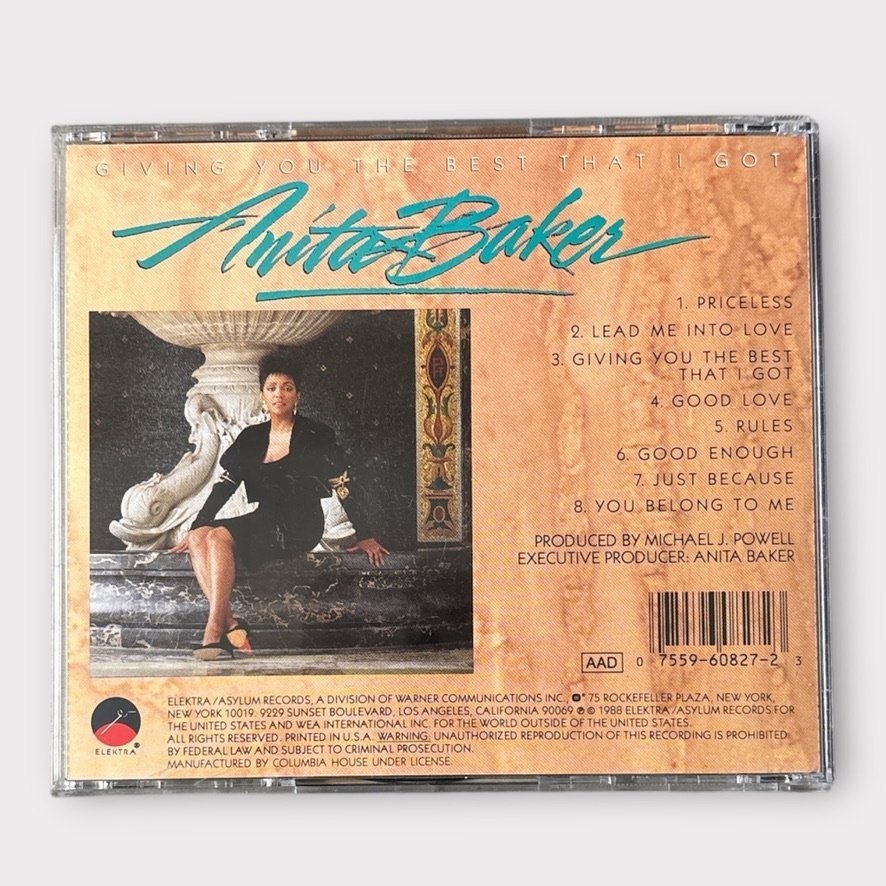 GIVING YOU THE BEST THAT I GOT
Anita Baker
1. PRICELESS
2. LEAD ME INTO LOVE
3. GIVING YOU THE BEST
THAT I GOT
4. GOOD LOVE
5. RULES
6. GOOD ENOUGH
7. JUST BECAUSE
8. YOU BELONG TO ME
PRODUCED BY MICHAEL J. POWELL
EXECUTIVE PRODUCER: ANITA BAKER
AAD 0 7559-60827-2 3
ELEKTRA/ASYLUM RECORDS, A DIVISION OF WARNER COMMUNICATIONS INC., ® 75 ROCKEFELLER PLAZA, NEW YORK,
NEW YORK 10019 · 9229 SUNSET BOULEVARD, LOS ANGELES, CALIFORNIA 90069 ℗ © 1988 ELEKTRA/ASYLUM RECORDS FOR
THE UNITED STATES AND WEA INTERNATIONAL INC. FOR THE WORLD OUTSIDE OF THE UNITED STATES.
ALL RIGHTS RESERVED. PRINTED IN U.S.A. WARNING: UNAUTHORIZED REPRODUCTION OF THIS RECORDING IS PROHIBITED
BY FEDERAL LAW AND SUBJECT TO CRIMINAL PROSECUTION.
MANUFACTURED BY COLUMBIA HOUSE UNDER LICENSE.
ELEKTRA®